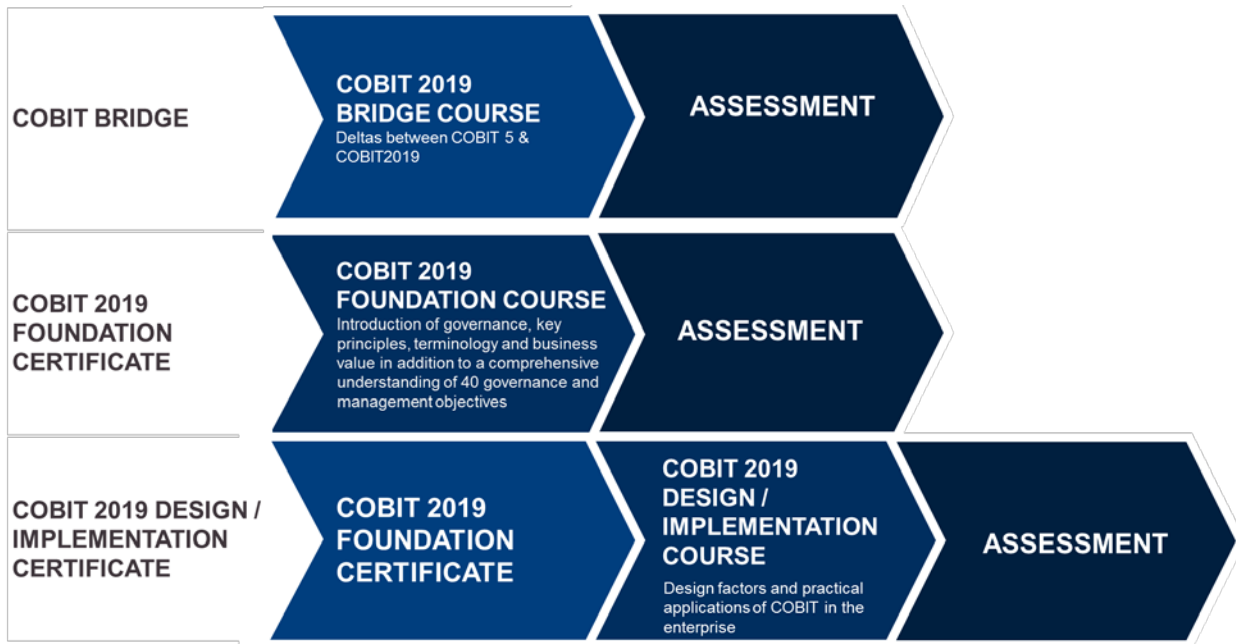 COBIT BRIDGE
COBIT 2019
BRIDGE COURSE
Deltas between COBIT 5 &
COBIT2019
ASSESSMENT
COBIT 2019
FOUNDATION
CERTIFICATE
COBIT 2019
FOUNDATION COURSE
Introduction of governance, key
principles, terminology and business
value in addition to a comprehensive
understanding of 40 governance and
management objectives
ASSESSMENT
COBIT 2019 DESIGN /
IMPLEMENTATION
CERTIFICATE
COBIT 2019
FOUNDATION
CERTIFICATE
COBIT 2019
DESIGN /
IMPLEMENTATION
COURSE
Design factors and practical
applications of COBIT in the
enterprise
ASSESSMENT